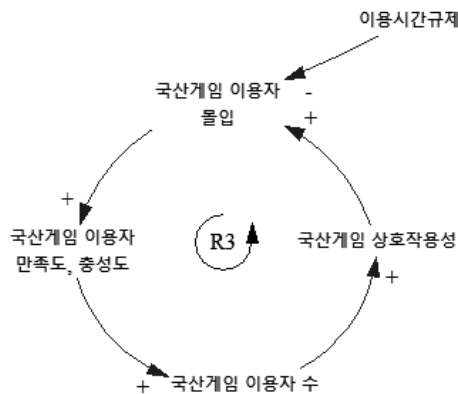 이용시간규제
국산게임 이용자
몰입
-
+
+
국산게임 이용자
만족도, 충성도
R3
국산게임 상호작용성
+
+
국산게임 이용자 수